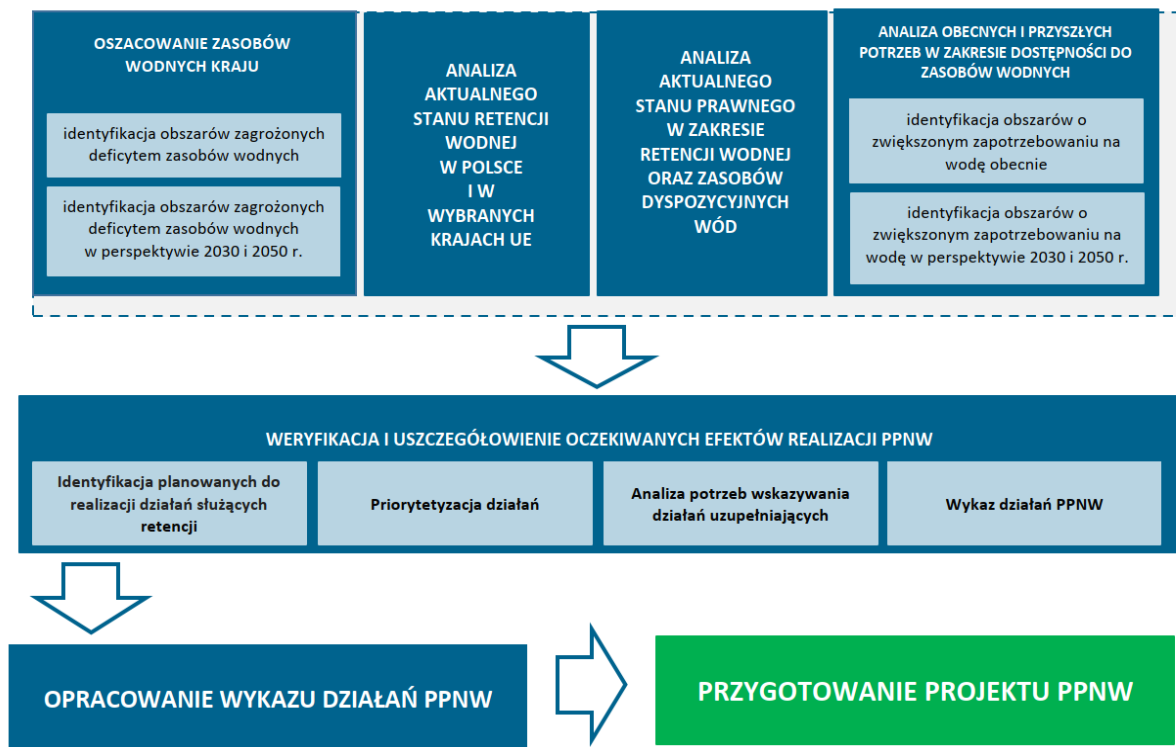 OSZACOWANIE ZASOBÓW
WODNYCH KRAJU
identyfikacja obszarów zagrożonych
deficytem zasobów wodnych
identyfikacja obszarów zagrożonych
deficytem zasobów wodnych
w perspektywie 2030 i 2050 r.
ANALIZA
AKTUALNEGO
STANU RETENCJI
WODNEJ
W POLSCE
I W
WYBRANYCH
KRAJACH UE
ANALIZA
AKTUALNEGO
STANU PRAWNEGO
W ZAKRESIE
RETENCJI WODNEJ
ORAZ ZASOBÓW
DYSPOZYCYJNYCH
WÓD
ANALIZA OBECNYCH I PRZYSZŁYCH
POTRZEB W ZAKRESIE DOSTĘPNOŚCI DO
ZASOBÓW WODNYCH
identyfikacja obszarów o
zwiększonym zapotrzebowaniu na
wodę obecnie
identyfikacja obszarów o
zwiększonym zapotrzebowaniu na
wodę w perspektywie 2030 i 2050 r.
WERYFIKACJA I USZCZEGÓŁOWIENIE OCZEKIWANYCH EFEKTÓW REALIZACJI PPNW
Identyfikacja planowanych do
realizacji działań służących
retencji
Priorytetyzacja działań
Analiza potrzeb wskazywania
działań uzupełniających
Wykaz działań PPNW
OPRACOWANIE WYKAZU DZIAŁAŃ PPNW
PRZYGOTOWANIE PROJEKTU PPNW